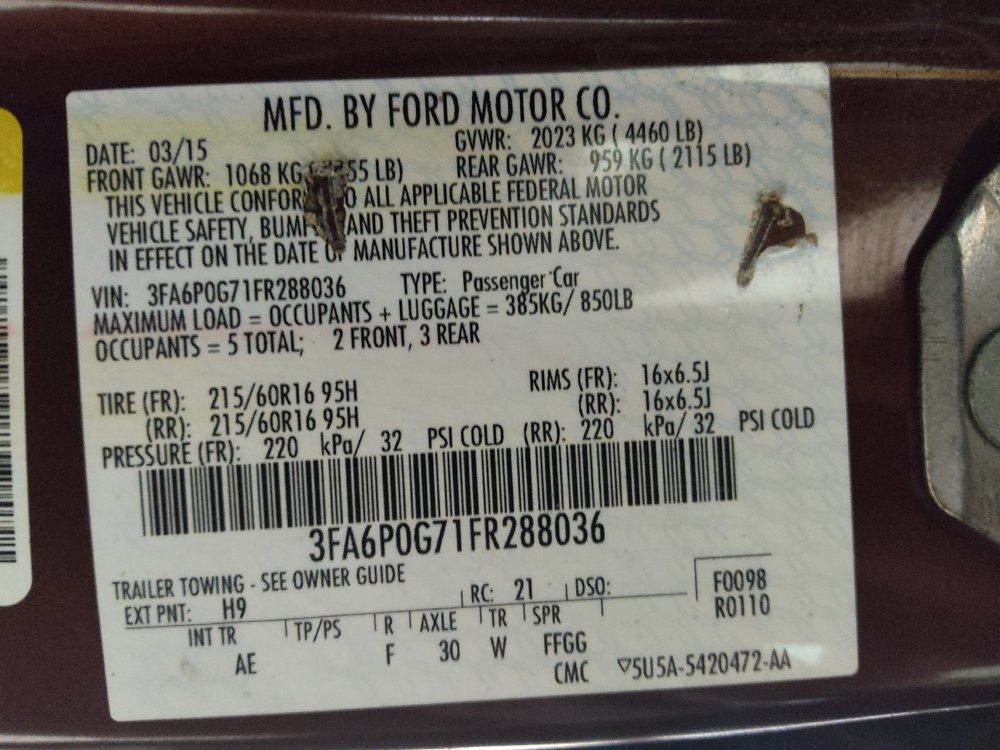 MFD. BY FORD MOTOR CO.
DATE: 03/15 GVWR: 2023 KG ( 4460 LB)
FRONT GAWR: 1068 KG 55 LB) REAR GAWR: 959 KG ( 2115 LB)
THIS VEHICLE CONFOR O ALL APPLICABLE FEDERAL MOTOR
VEHICLE SAFETY, BUMP AND THEFT PREVENTION STANDARDS
IN EFFECT ON THE DATE OF MANUFACTURE SHOWN ABOVE.
VIN: 3FA6P0G71FR288036 TYPE: Passenger Car
MAXIMUM LOAD = OCCUPANTS + LUGGAGE = 385KG/ 850LB
OCCUPANTS = 5 TOTAL; 2 FRONT, 3 REAR
TIRE (FR): 215/60R16 95H RIMS (FR): 16x6.5J
(RR): 215/60R16 95H (RR): 16x6.5J
PRESSURE (FR): 220 kPa/ 32 PSI COLD (RR): 220 kPa/ 32 PSI COLD
3FA6P0G71FR288036
TRAILER TOWING - SEE OWNER GUIDE
EXT PNT: H9 RC: 21 DSO: F0098
R0110
INT TR TP/PS R AXLE TR SPR
AE F 30 W FFGG
CMC ▽5U5A-5420472-AA